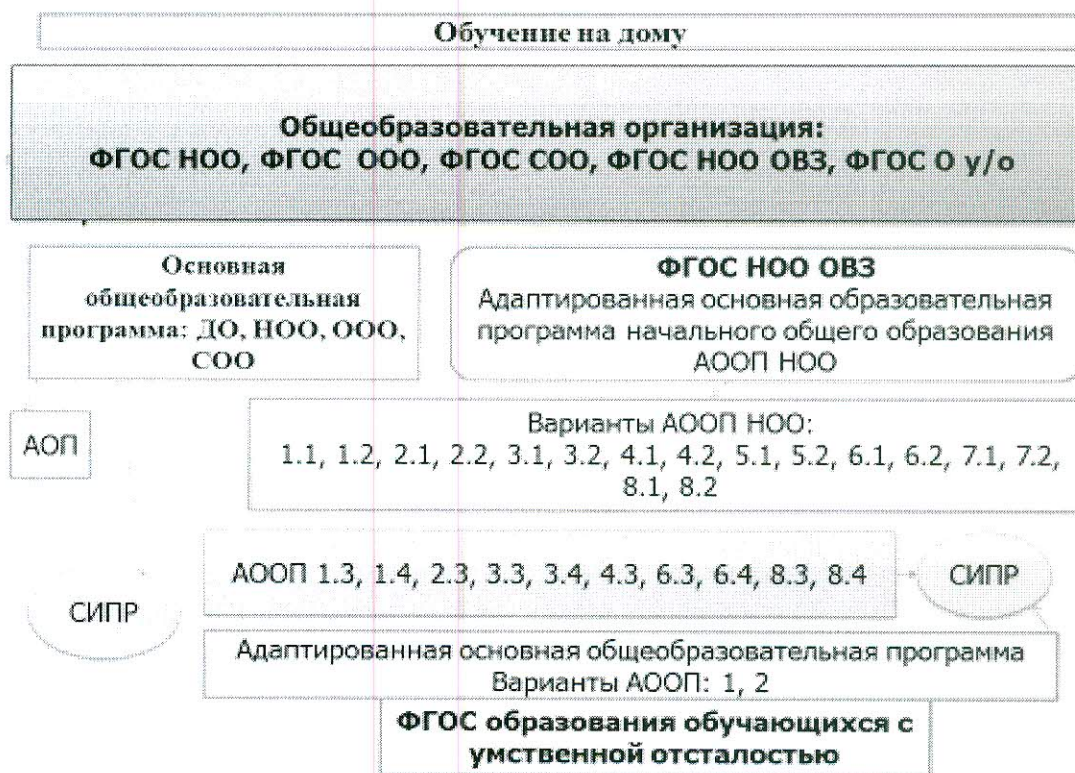 Обучение на дому
Общеобразовательная организация:
ФГОС НОО, ФГОС ООО, ФГОС СОО, ФГОС НОО ОВЗ, ФГОС О у/о
Основная
общеобразовательная
программа: ДО, НОО, ООО,
СОО
ФГОС НОО ОВЗ
Адаптированная основная образовательная
программа начального общего образования
АООП НОО
АОП
Варианты АООП НОО:
1.1, 1.2, 2.1, 2.2, 3.1, 3.2, 4.1, 4.2, 5.1, 5.2, 6.1, 6.2, 7.1, 7.2,
8.1, 8.2
АООП 1.3, 1.4, 2.3, 3.3, 3.4, 4.3, 6.3, 6.4, 8.3, 8.4
СИПР
СИПР
Адаптированная основная общеобразовательная программа
Варианты АООП: 1, 2
ФГОС образования обучающихся с
умственной отсталостью